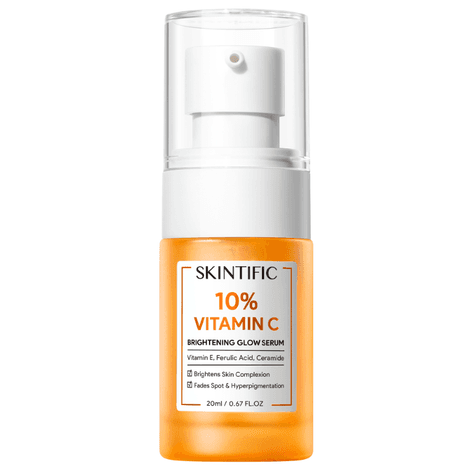 SKINTIFIC
10%
VITAMIN C
BRIGHTENING GLOW SERUM
Vitamin E, Ferulic Acid, Ceramide
☑ Brightens Skin Complexion
☑ Fades Spot & Hyperpigmentation
20ml / 0.67 FL.OZ